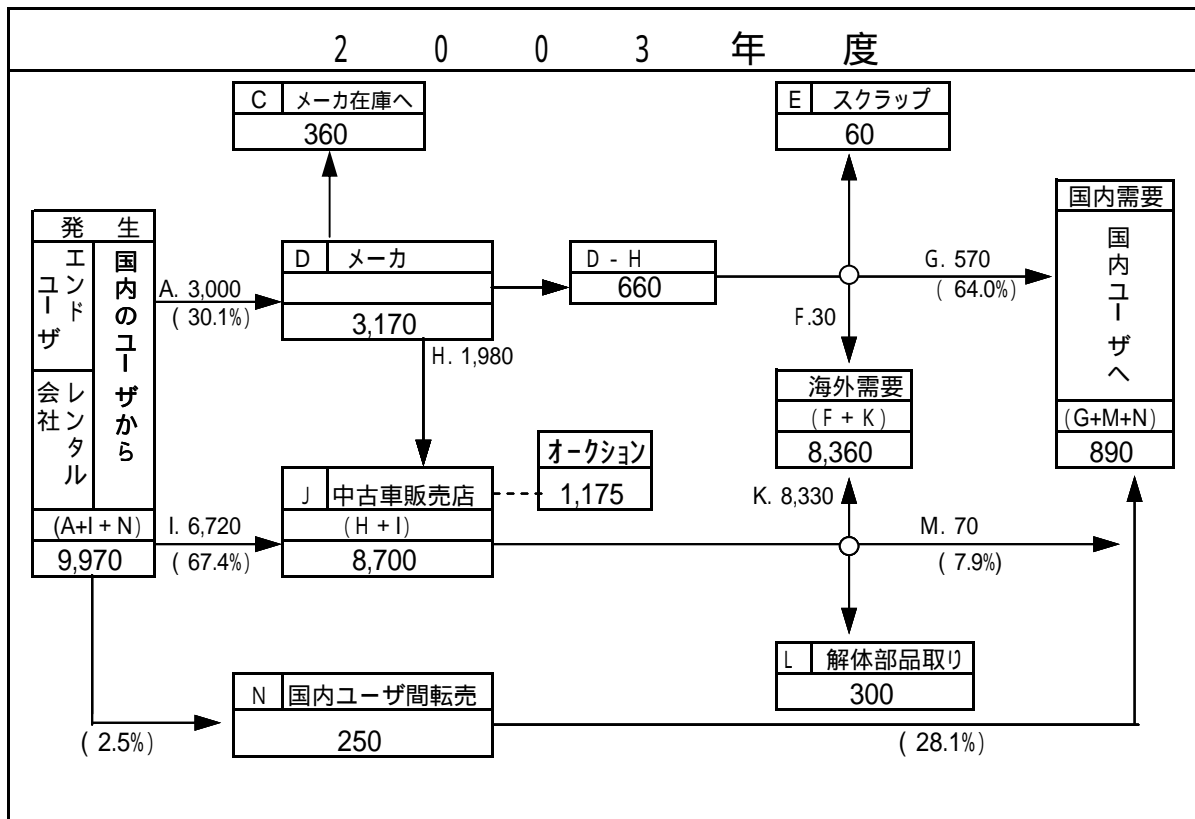 ２００３年度
C メーカ在庫へ
360
E スクラップ
60
国内需要
国内ユーザへ
(G+M+N)
890
発 生
エンドユーザ
国内のユーザから
レンタル会社
(A+I + N)
9,970
A. 3,000
( 30.1%)
D メーカ
3,170
D - H
660
G. 570
( 64.0%)
F.30
H. 1,980
海外需要
(F + K)
8,360
オークション
1,175
K. 8,330
I. 6,720
( 67.4%)
J 中古車販売店
(H + I)
8,700
M. 70
( 7.9%)
L 解体部品取り
300
N 国内ユーザ間転売
250
( 2.5%)
( 28.1%)